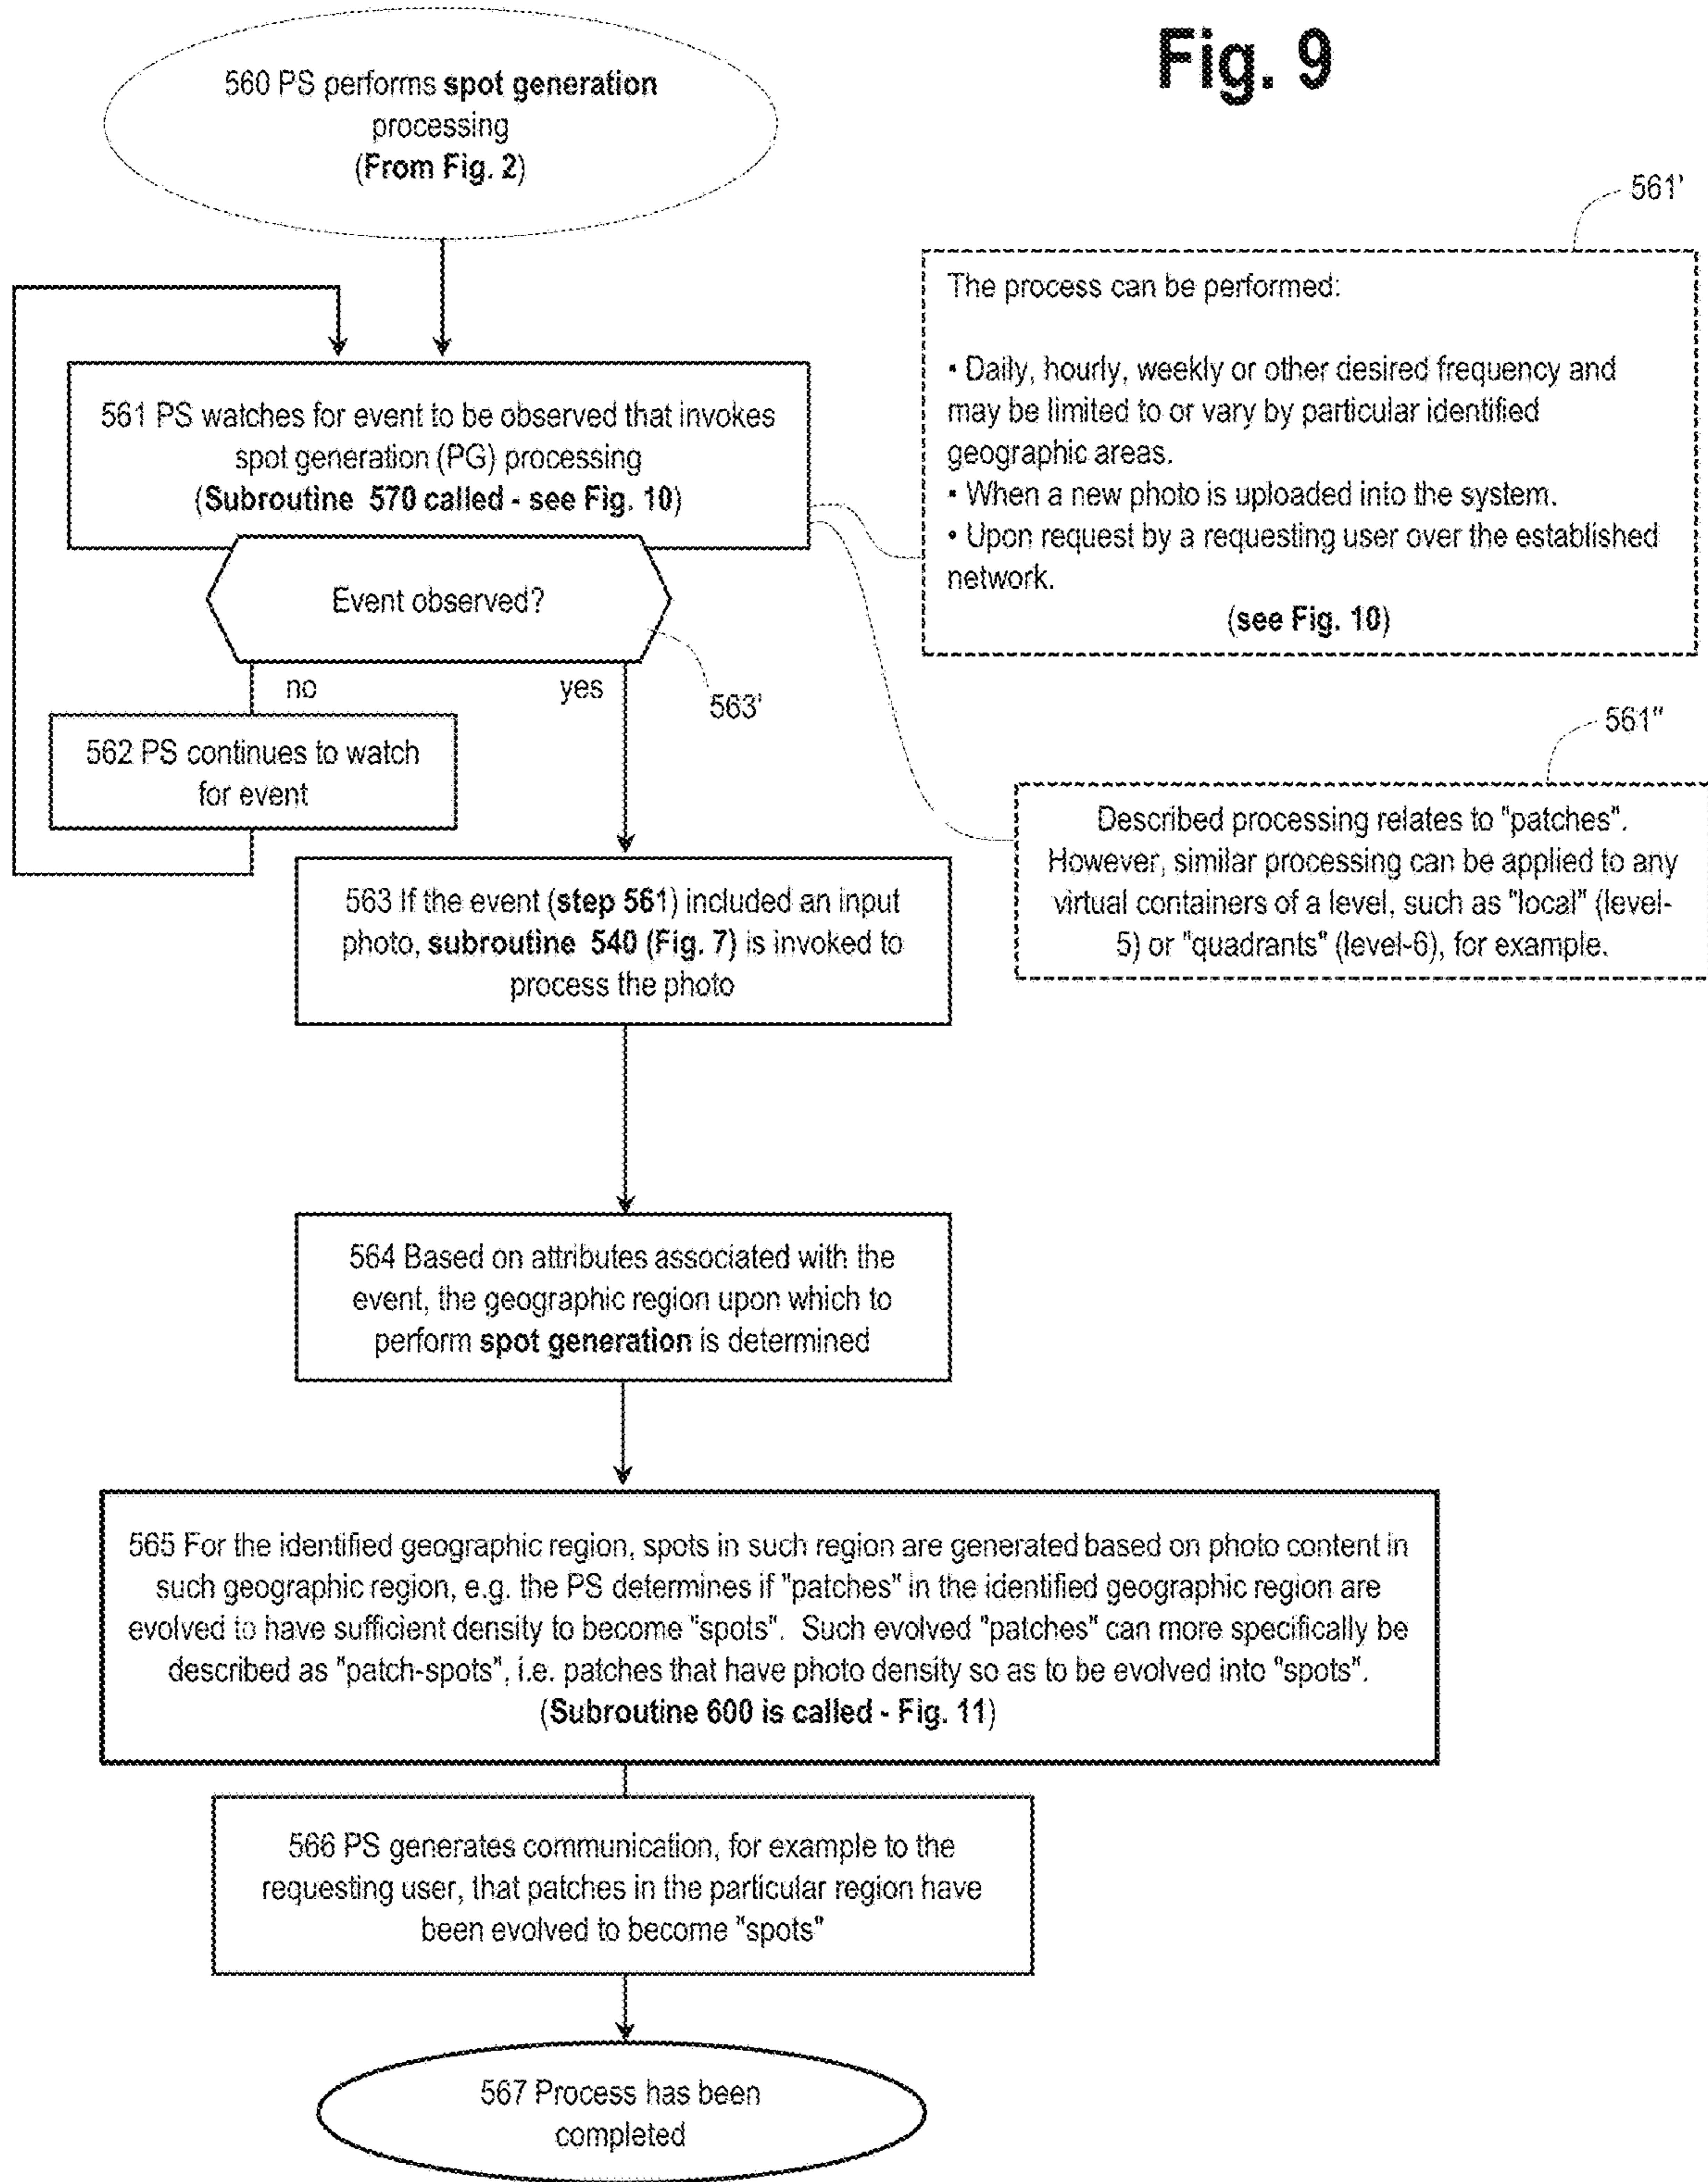 Fig. 9
560 PS performs spot generation
processing
(From Fig. 2)
561'
The process can be performed:
• Daily, hourly, weekly or other desired frequency and
may be limited to or vary by particular identified
geographic areas.
• When a new photo is uploaded into the system.
• Upon request by a requesting user over the established
network.
(see Fig. 10)
561 PS watches for event to be observed that invokes
spot generation (PG) processing
(Subroutine 570 called - see Fig. 10)
Event observed?
no
yes
563'
562 PS continues to watch
for event
561"
Described processing relates to "patches".
However, similar processing can be applied to any
virtual containers of a level, such as "local" (level-
5) or "quadrants" (level-6), for example.
563 If the event (step 561) included an input
photo, subroutine 540 (Fig. 7) is invoked to
process the photo
564 Based on attributes associated with the
event, the geographic region upon which to
perform spot generation is determined
565 For the identified geographic region, spots in such region are generated based on photo content in
such geographic region, e.g. the PS determines if "patches" in the identified geographic region are
evolved to have sufficient density to become "spots". Such evolved "patches" can more specifically be
described as "patch-spots", i.e. patches that have photo density so as to be evolved into "spots".
(Subroutine 600 is called - Fig. 11)
566 PS generates communication, for example to the
requesting user, that patches in the particular region have
been evolved to become "spots"
567 Process has been
completed